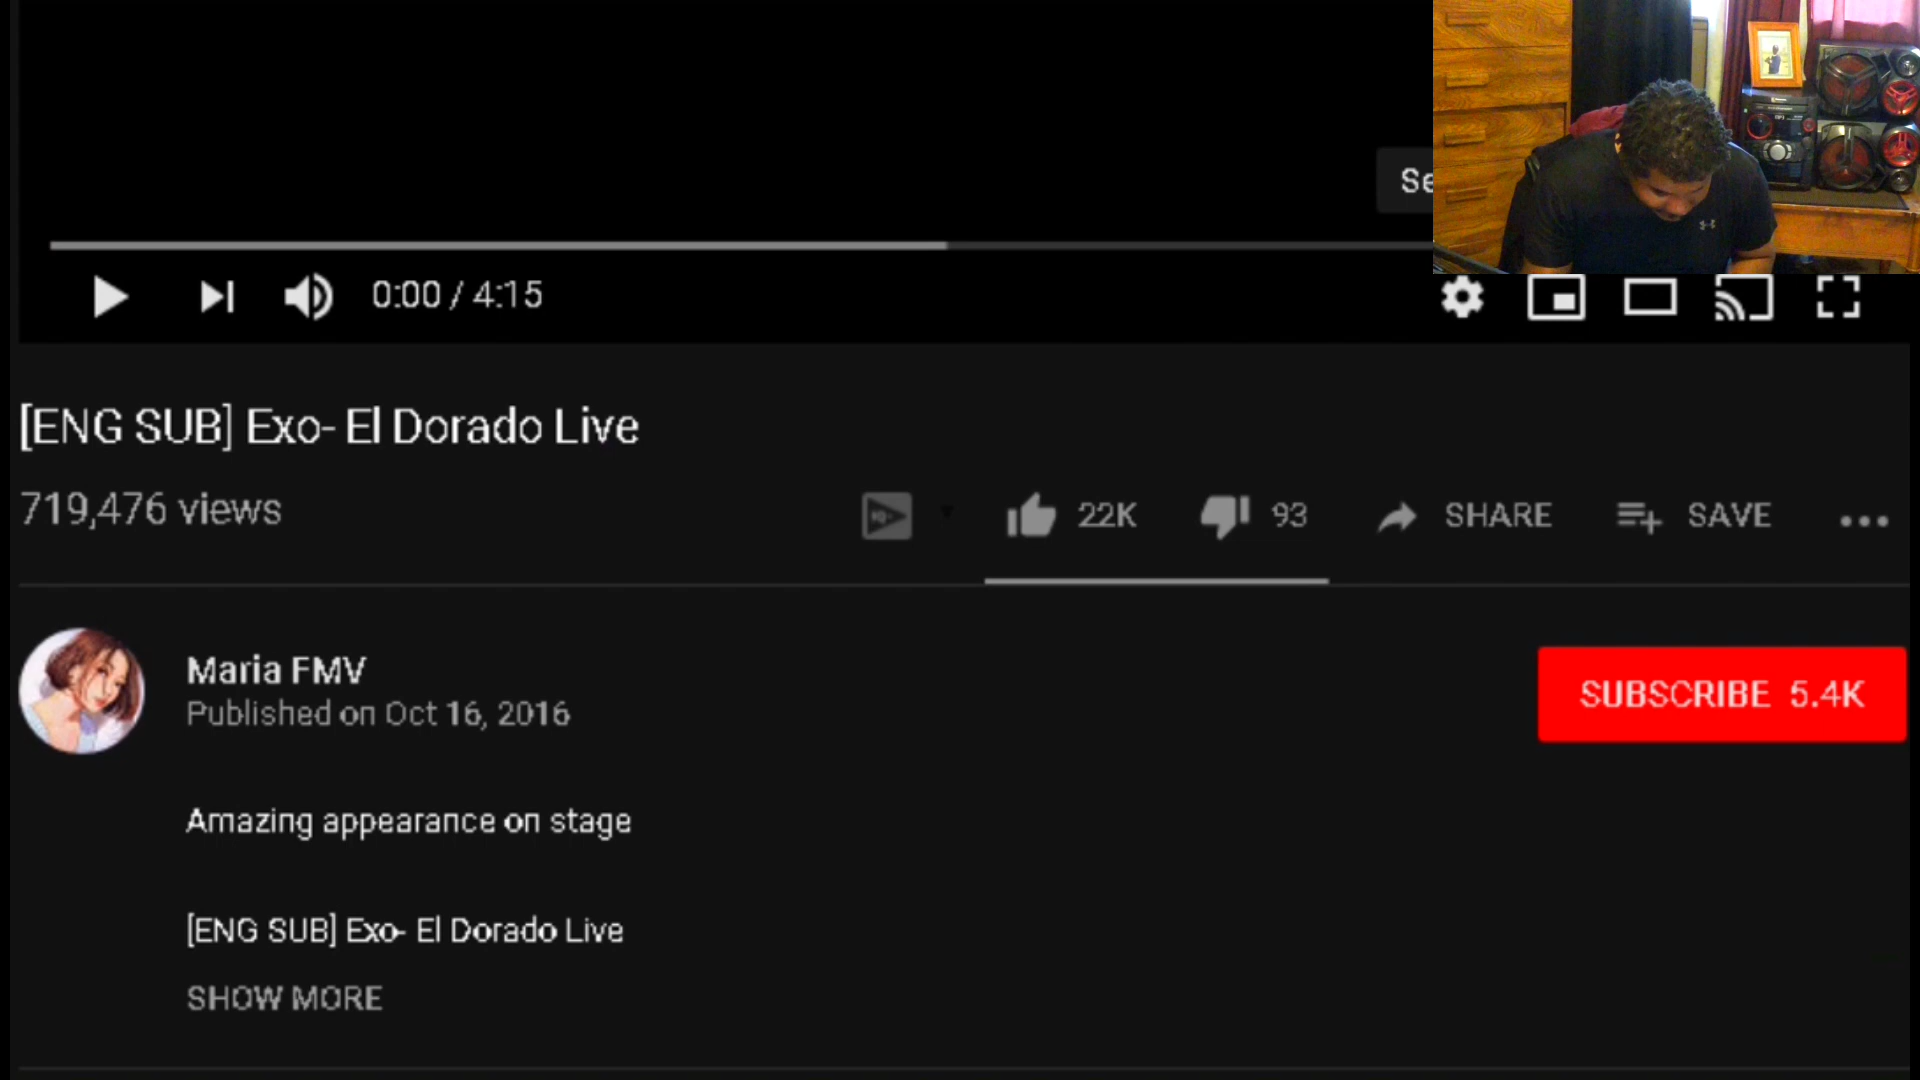 Se
0:00 / 4:15
[ENG SUB] Exo- El Dorado Live
719,476 views
22K 93 SHARE SAVE
Maria FMV
Published on Oct 16, 2016
SUBSCRIBE 5.4K
Amazing appearance on stage
[ENG SUB] Exo- El Dorado Live
SHOW MORE